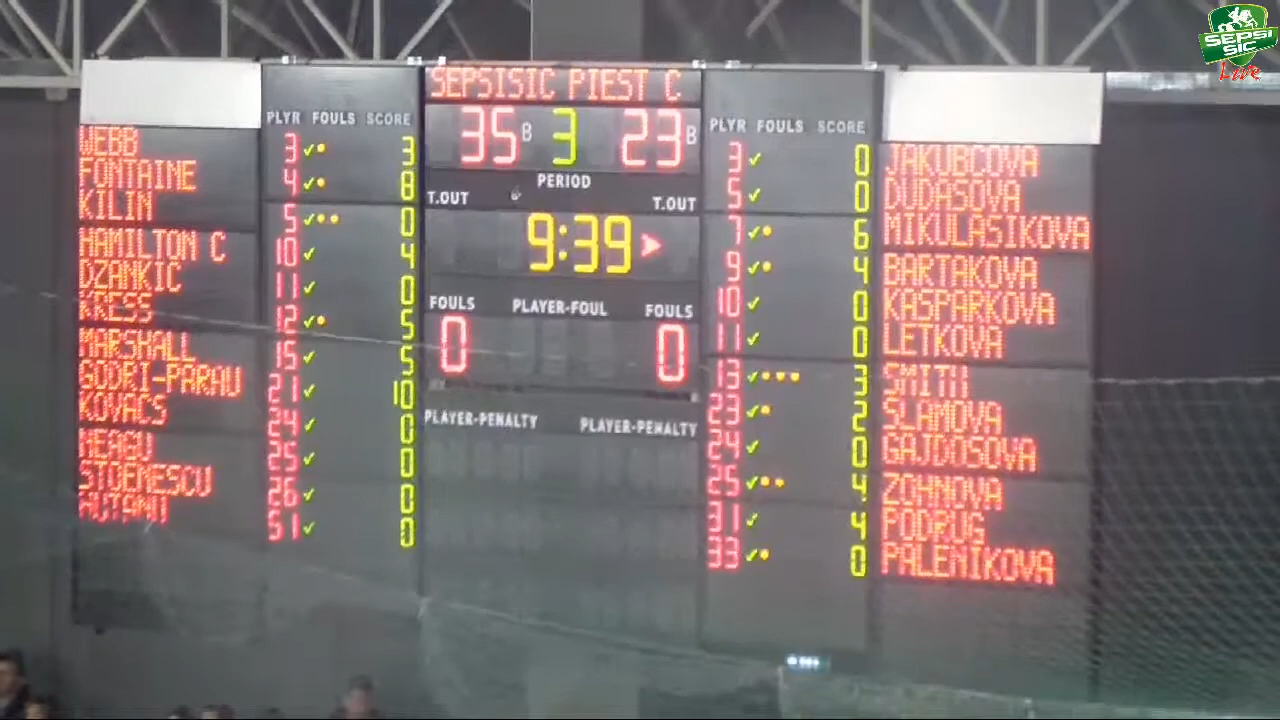 SEPSI
SIC
Live
SEPSISIC PIEST C
PLYR FOULS SCORE
35 B 3 23 B
PERIOD
T.OUT T.OUT
9:39
FOULS PLAYER-FOUL FOULS
0 0
PLAYER-PENALTY PLAYER-PENALTY
PLYR FOULS SCORE
WEBB 3 3
FONTAINE 4 8
KILIN 5 0
HAMILTON C 10 4
DZANKIC 11 0
KRESS 12 5
MARSHALL 15 5
GODRI-PARAU 21 10
KOVACS 24 0
NEAGU 25 0
STOENESCU 26 0
51 0
3 0 JAKUBCOVA
5 0 DUDASOVA
7 6 MIKULASIKOVA
9 4 BARTAKOVA
10 0 KASPARKOVA
11 0 LETKOVA
13 3 SMITH
23 2 SLAMOVA
24 0 GAJDOSOVA
25 4 ZOHNOVA
31 4 PODRUG
33 0 PALENIKOVA